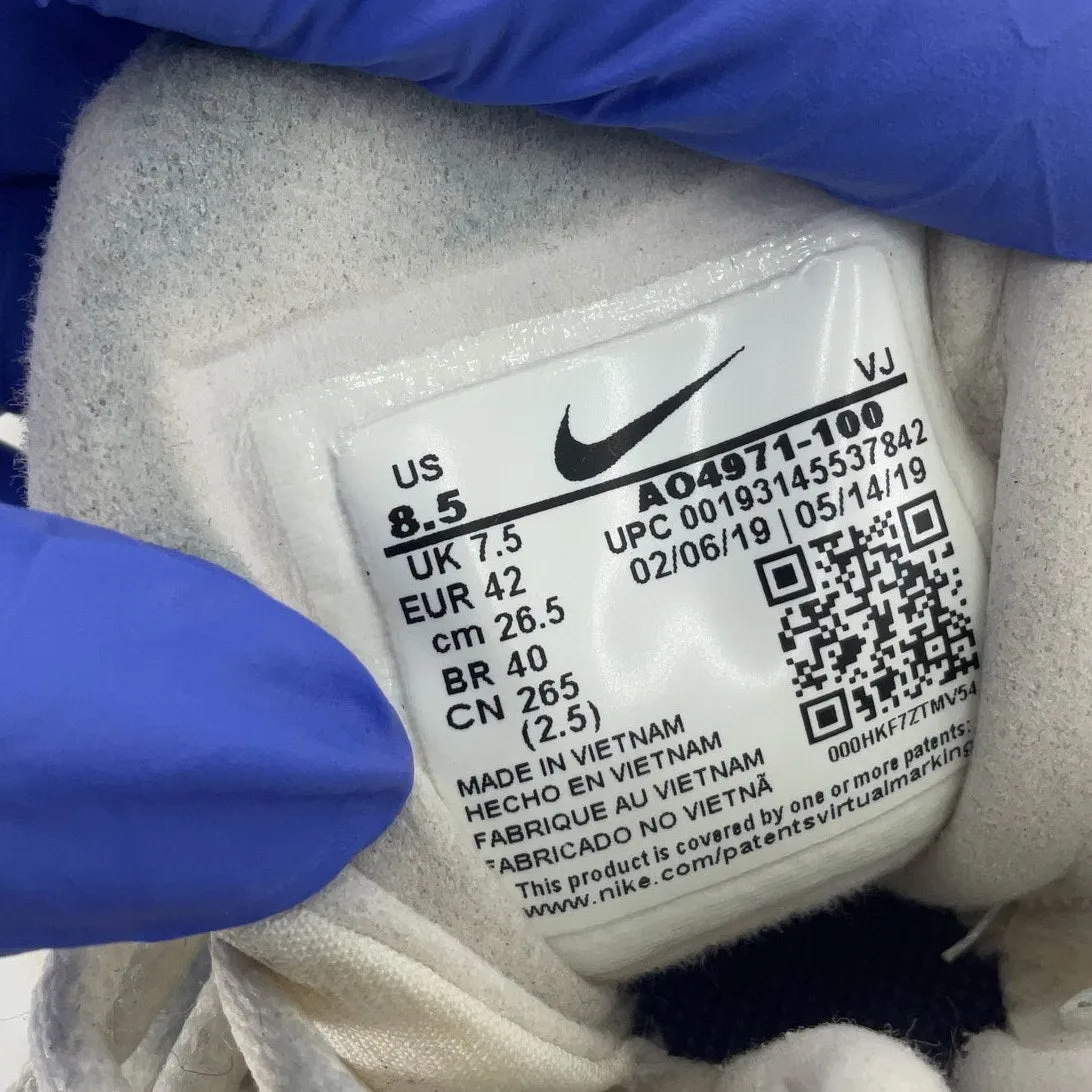 VJ
US
8.5
AO4971-100
UPC 00193145537842
02/06/19 | 05/14/19
UK 7.5
EUR 42
cm 26.5
BR 40
CN 265
(2.5)
000HKF7ZTMV54
MADE IN VIETNAM
HECHO EN VIETNAM
FABRIQUE AU VIETNAM
FABRICADO NO VIETNÃ
This product is covered by one or more patents:
www.nike.com/patentsvirtualmarking